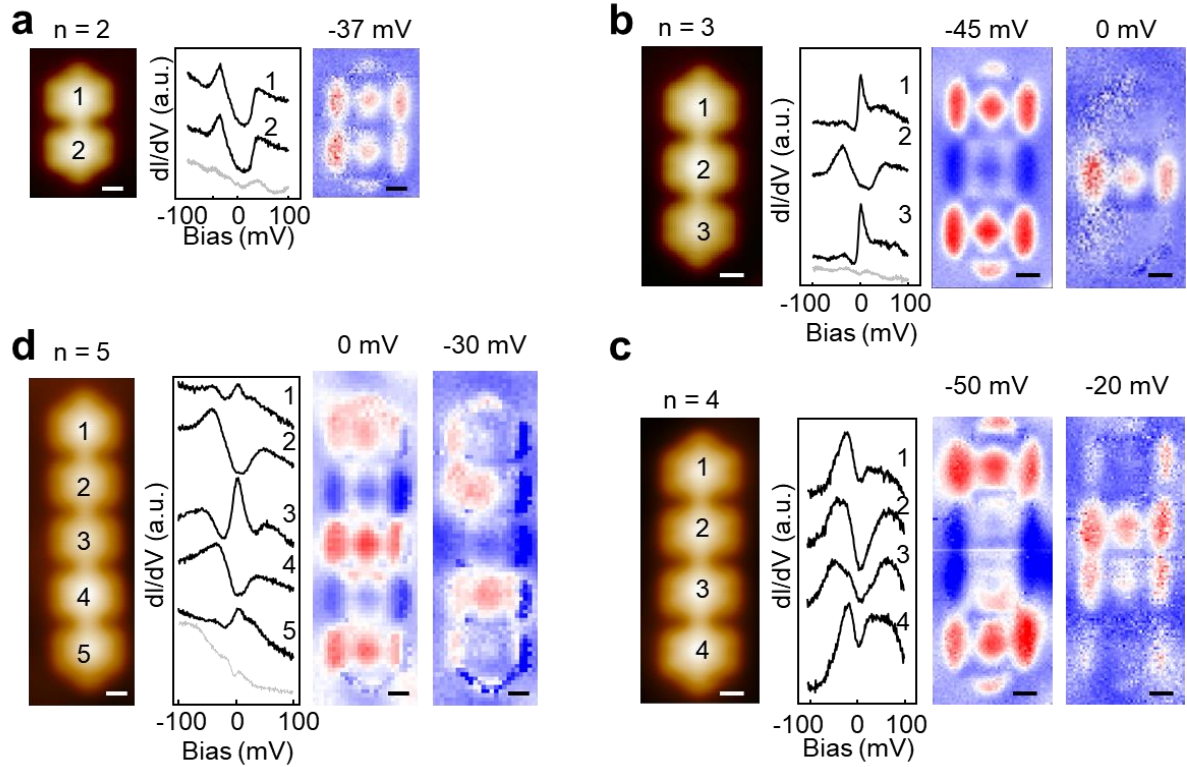 a
n = 2
-37 mV
1
2
dI/dV (a.u.)
1
2
-100 0 100
Bias (mV)
b
n = 3
-45 mV
0 mV
1
2
3
dI/dV (a.u.)
1
2
3
-100 0 100
Bias (mV)
d
n = 5
0 mV
-30 mV
1
2
3
4
5
dI/dV (a.u.)
1
2
3
4
5
-100 0 100
Bias (mV)
c
n = 4
-50 mV
-20 mV
1
2
3
4
dI/dV (a.u.)
1
2
3
4
-100 0 100
Bias (mV)